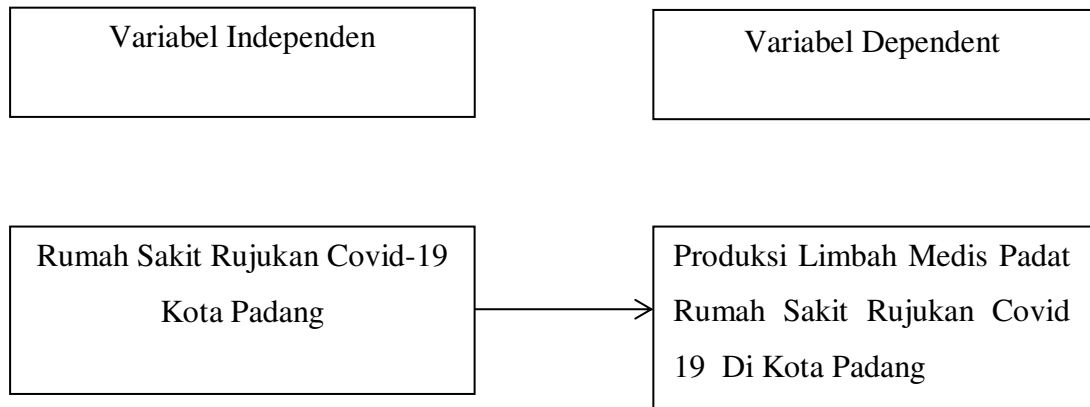 Variabel Independen
Variabel Dependent
Rumah Sakit Rujukan Covid-19
Kota Padang
Produksi Limbah Medis Padat
Rumah Sakit Rujukan Covid
19 Di Kota Padang